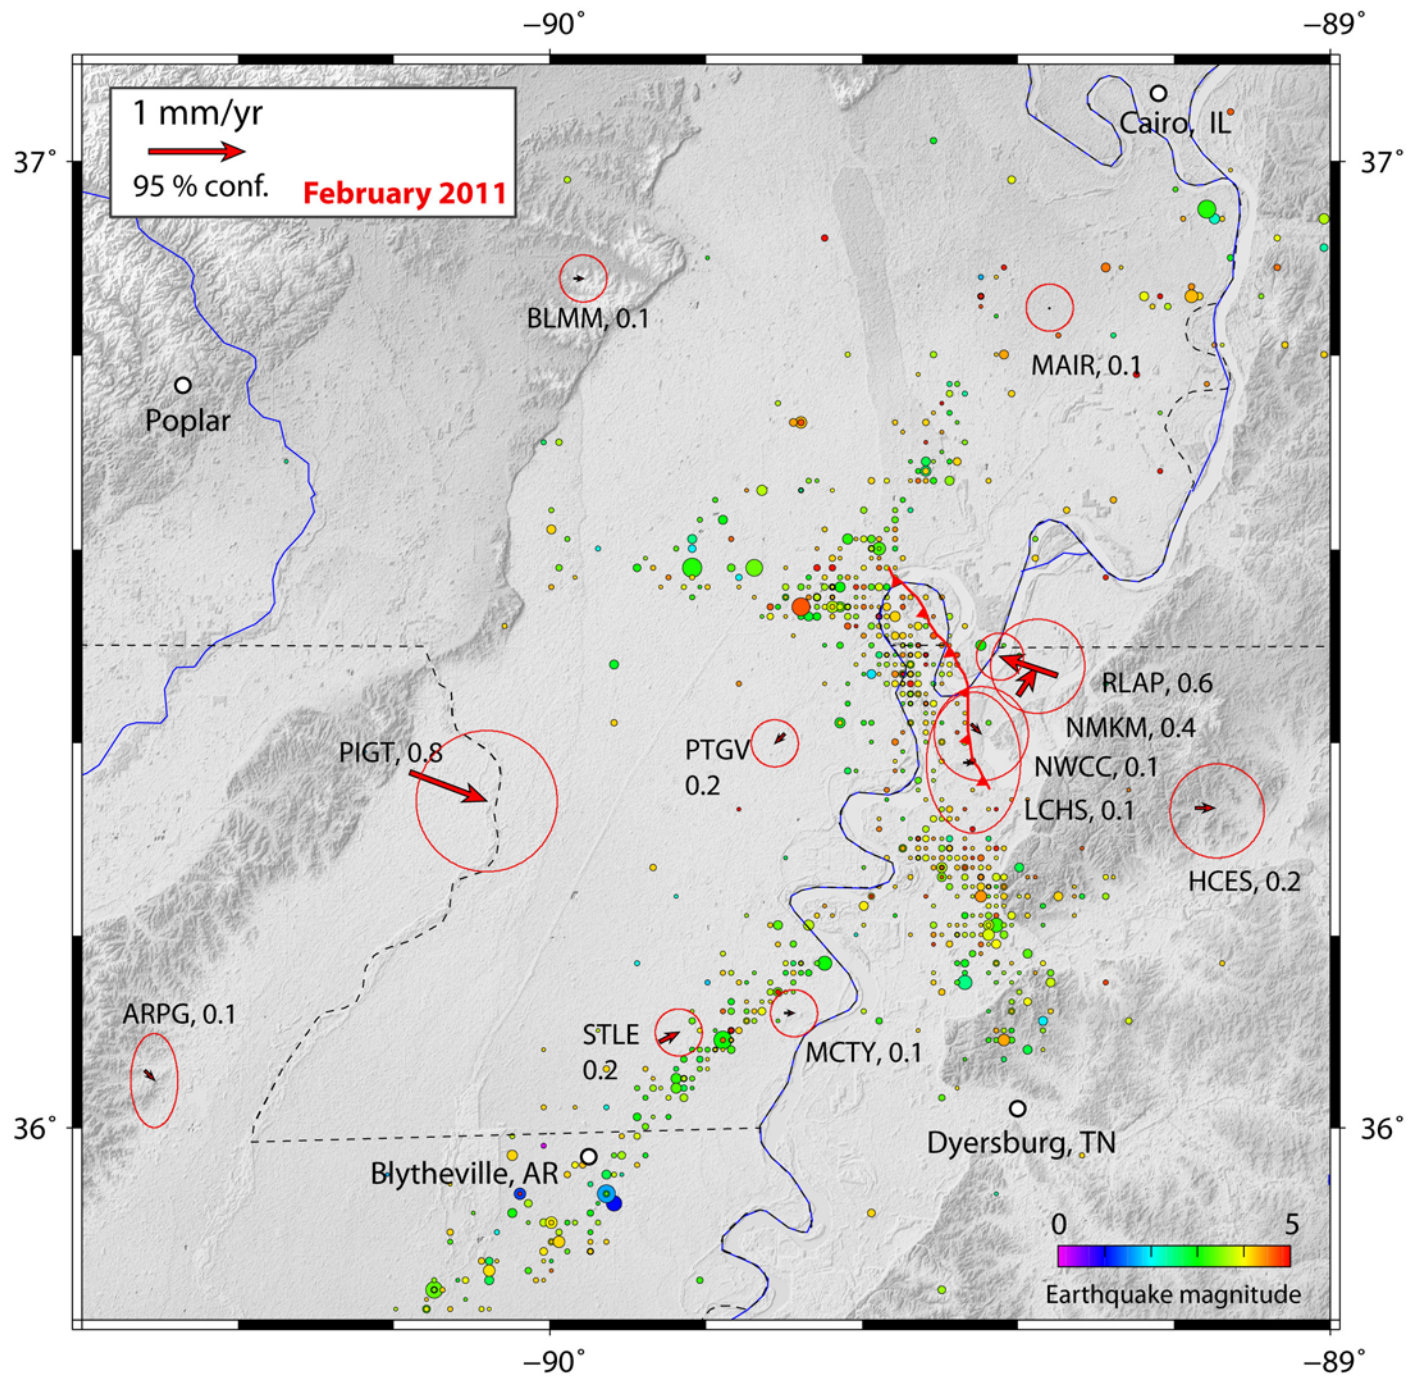 −90˚
−89˚
1 mm/yr
95 % conf.
February 2011
Cairo, IL
37˚
37˚
BLMM, 0.1
MAIR, 0.1
Poplar
RLAP, 0.6
NMKM, 0.4
PIGT, 0.8
PTGV
0.2
NWCC, 0.1
LCHS, 0.1
HCES, 0.2
ARPG, 0.1
STLE
0.2
MCTY, 0.1
36˚
36˚
Dyersburg, TN
Blytheville, AR
0
5
Earthquake magnitude
−90˚
−89˚